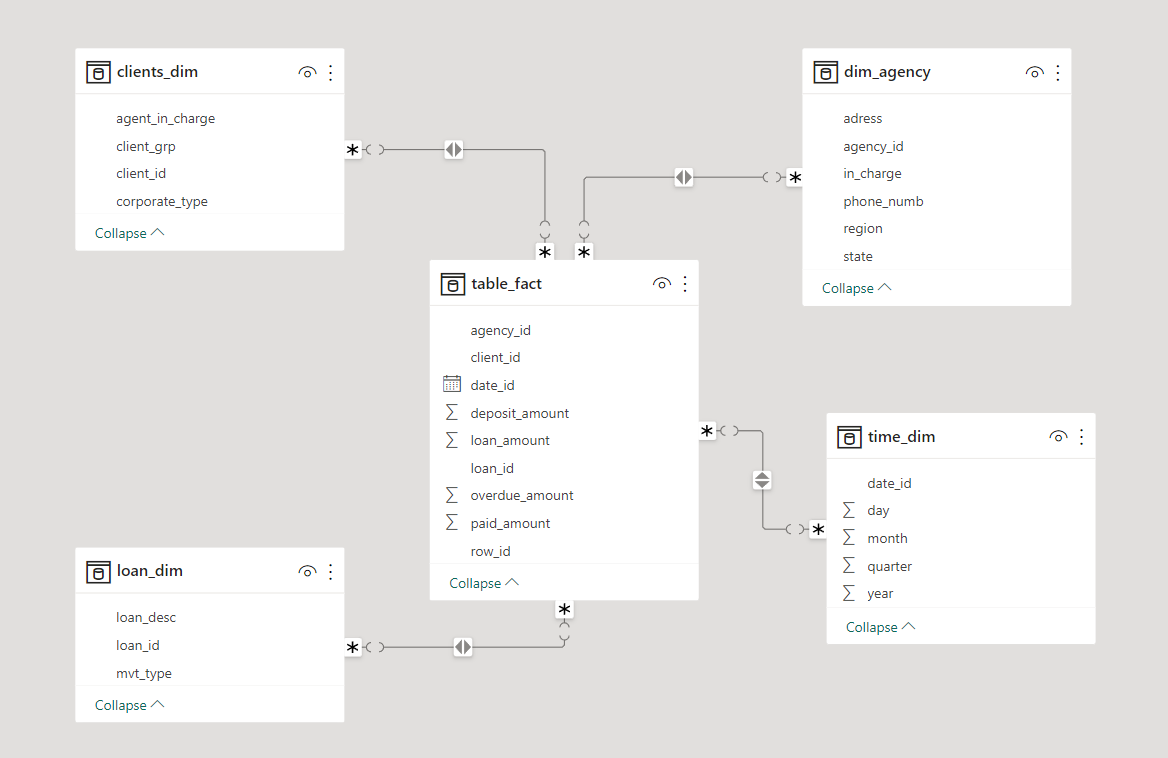 clients_dim
agent_in_charge
client_grp
client_id
corporate_type
Collapse
dim_agency
adress
agency_id
in_charge
phone_numb
region
state
Collapse
table_fact
agency_id
client_id
date_id
deposit_amount
loan_amount
loan_id
overdue_amount
paid_amount
row_id
Collapse
time_dim
date_id
day
month
quarter
year
Collapse
loan_dim
loan_desc
loan_id
mvt_type
Collapse